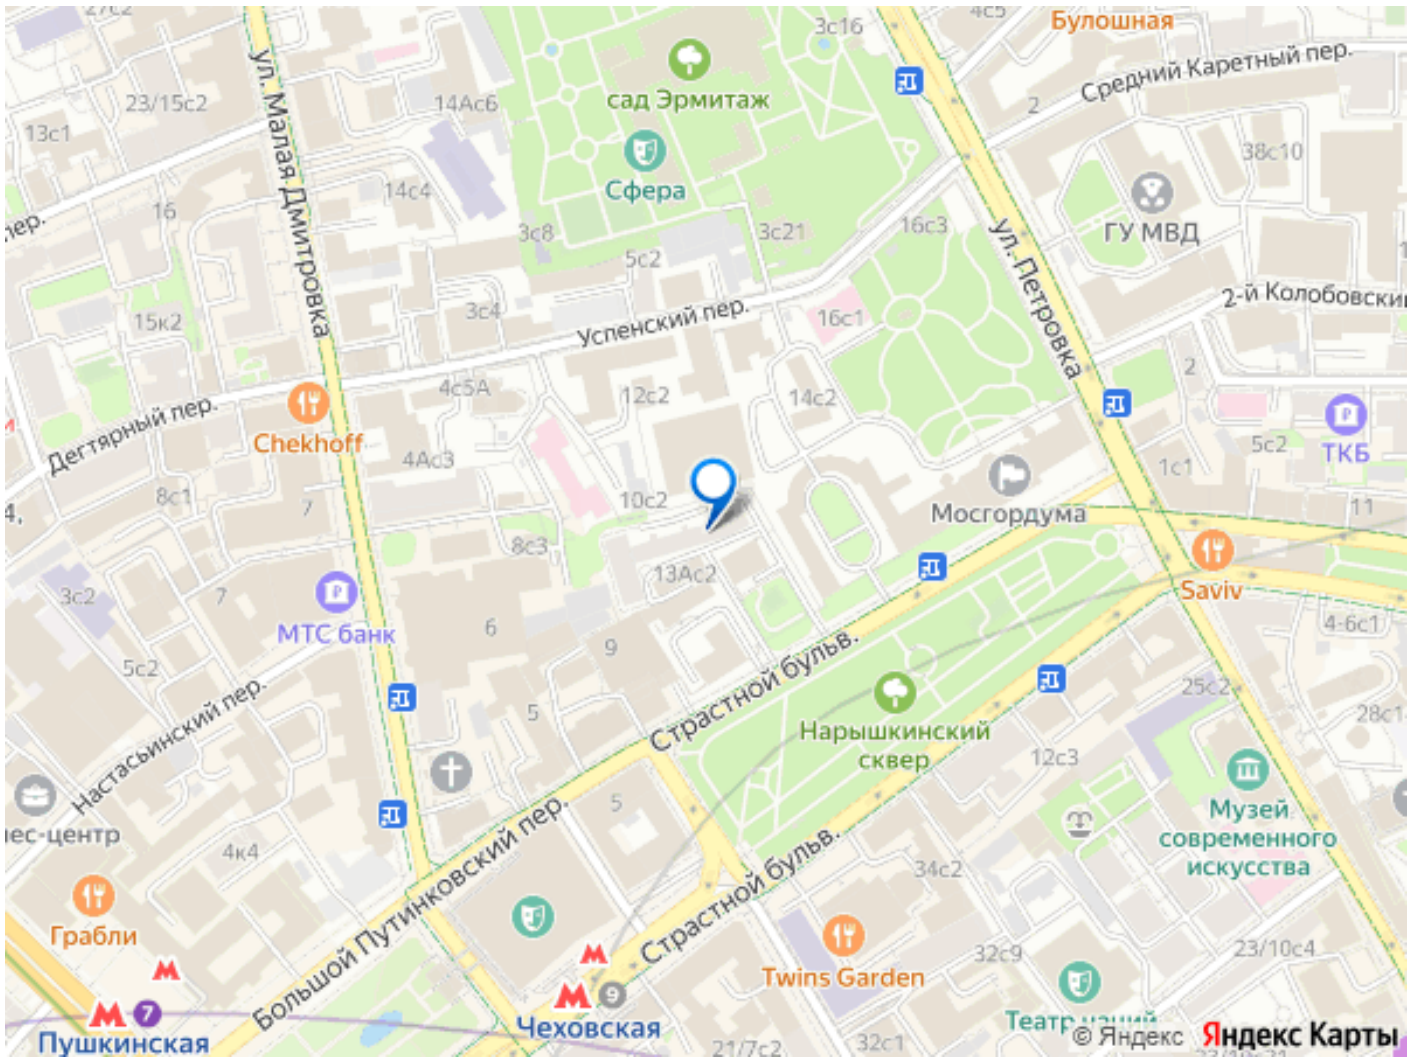 Булошная
3с16
4с5
Средний Каретный пер.
сад Эрмитаж
23/15с2
14Ас6
2
13с1
ул. Малая Дмитровка
38с10
Сфера
14с4
16
ГУ МВД
пер.
3с8
3с21
16с3
ул. Петровка
5с2
2-й Колобовский
3с4
15к2
Успенский пер.
16с1
2
4с5А
12с2
14с2
Дегтярный пер.
Chekhoff
5с2
ТКБ
4Ас3
1с1
8с1
7
10с2
Мосгордума
11
4,
8с3
13Ас2
3с2
7
Saviv
МТС банк
6
9
4-6с1
5с2
Страстной бульв.
25с2
Настасьинский пер.
5
Нарышкинский
сквер
28с1
12с3
Музей
современного
искусства
5
нес-центр
4к4
Большой Путинковский пер.
Страстной бульв.
34с2
Грабли
23/10с4
32с9
Twins Garden
7
9
Пушкинская
Чеховская
Театр наций
21/7с2
32с1
© Яндекс Яндекс Карты